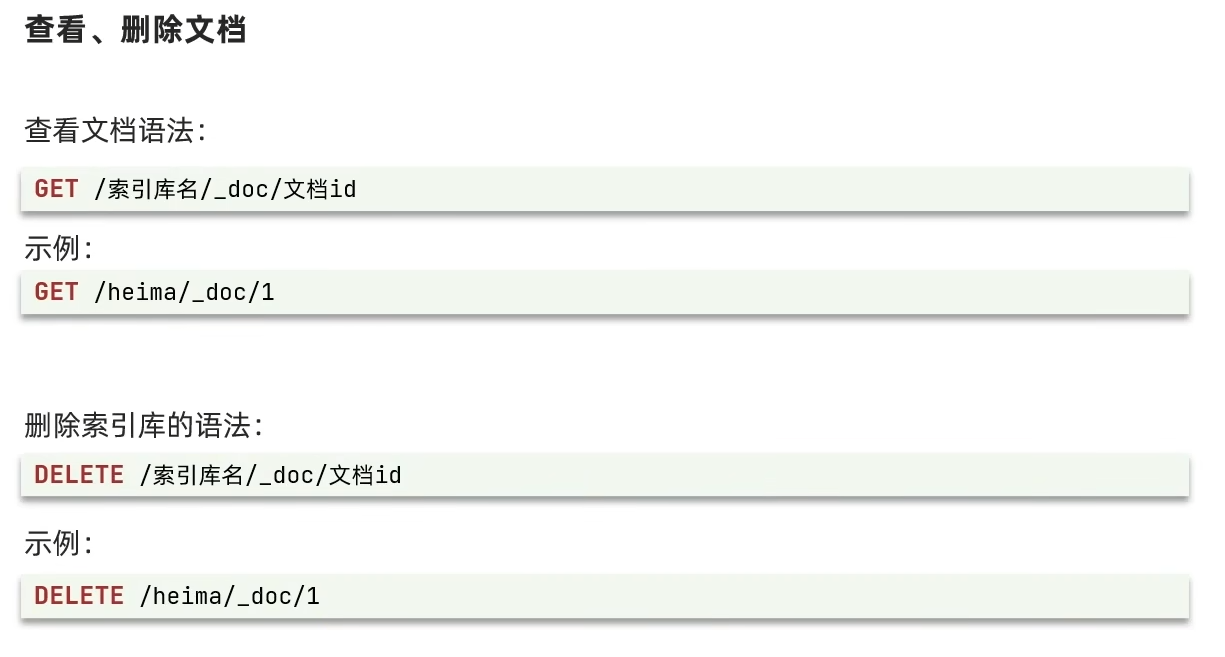 查看、删除文档
查看文档语法：
GET /索引库名/_doc/文档id
示例：
GET /heima/_doc/1
删除索引库的语法：
DELETE /索引库名/_doc/文档id
示例：
DELETE /heima/_doc/1